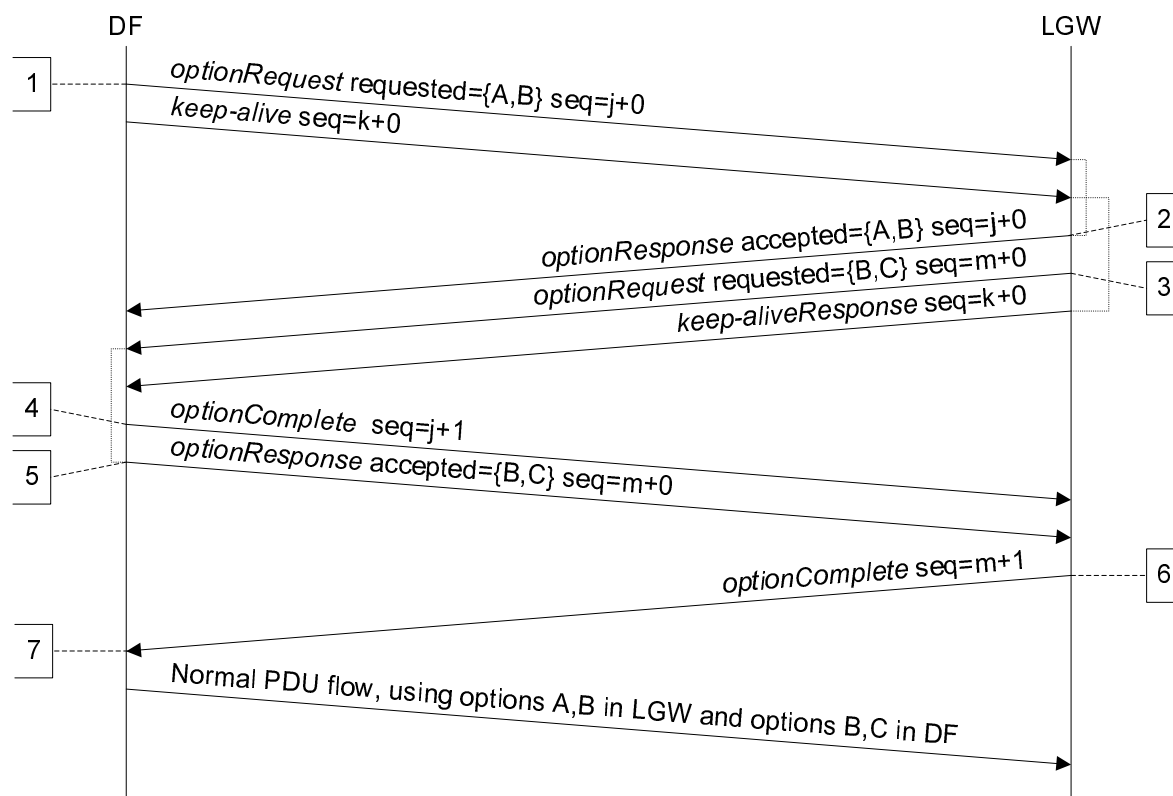 DF
LGW
1
optionRequest requested={A,B} seq=j+0
keep-alive seq=k+0
2
optionResponse accepted={A,B} seq=j+0
optionRequest requested={B,C} seq=m+0
3
keep-aliveResponse seq=k+0
4
optionComplete seq=j+1
optionResponse accepted={B,C} seq=m+0
5
optionComplete seq=m+1
6
7
Normal PDU flow, using options A,B in LGW and options B,C in DF